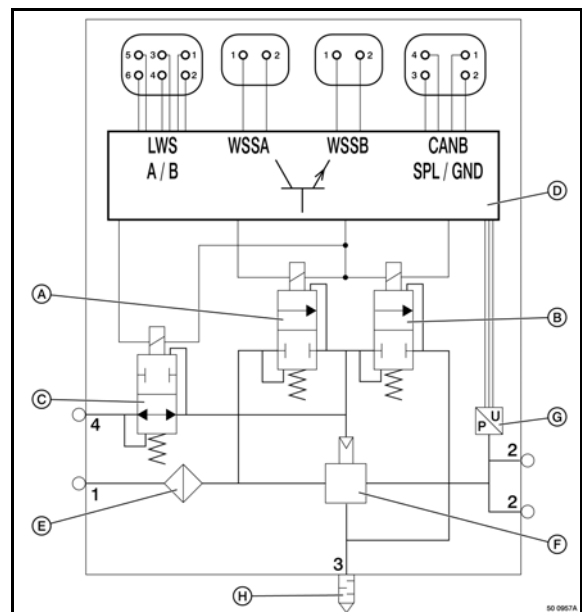 5 3 1
6 4 2
1 2
1 2
4 1
3 2
LWS
A / B
WSSA
WSSB
CANB
SPL / GND
D
A
B
C
4
G
P U
2
1
2
E
F
3
H
50 0957A